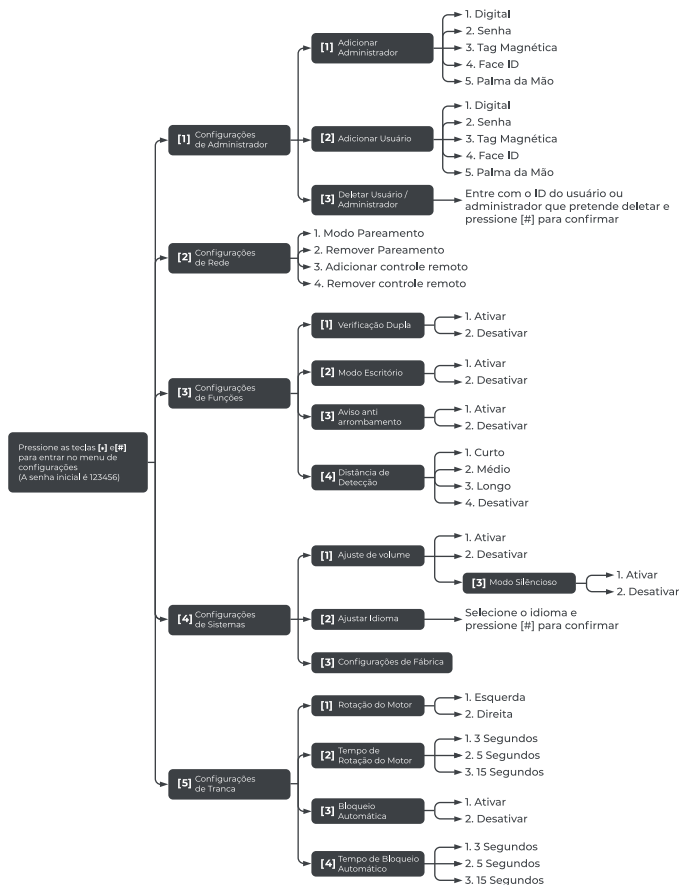 Pressione as teclas [*] e[#]
para entrar no menu de
configurações
(A senha inicial é 123456)
[1] Configurações
de Administrador
[1] Adicionar
Administrador
1. Digital
2. Senha
3. Tag Magnética
4. Face ID
5. Palma da Mão
[2] Adicionar Usuário
1. Digital
2. Senha
3. Tag Magnética
4. Face ID
5. Palma da Mão
[3] Deletar Usuário /
Administrador
Entre com o ID do usuário ou
administrador que pretende deletar e
pressione [#] para confirmar
[2] Configurações
de Rede
1. Modo Pareamento
2. Remover Pareamento
3. Adicionar controle remoto
4. Remover controle remoto
[3] Configurações
de Funções
[1] Verificação Dupla
1. Ativar
2. Desativar
[2] Modo Escritório
1. Ativar
2. Desativar
[3] Aviso anti
arrombamento
1. Ativar
2. Desativar
[4] Distância de
Detecção
1. Curto
2. Médio
3. Longo
4. Desativar
[4] Configurações
de Sistemas
[1] Ajuste de volume
1. Ativar
2. Desativar
[3] Modo Silêncioso
1. Ativar
2. Desativar
[2] Ajustar Idioma
Selecione o idioma e
pressione [#] para confirmar
[3] Configurações de Fábrica
[5] Configurações
de Tranca
[1] Rotação do Motor
1. Esquerda
2. Direita
[2] Tempo de
Rotação do Motor
1. 3 Segundos
2. 5 Segundos
3. 15 Segundos
[3] Bloqueio
Automática
1. Ativar
2. Desativar
[4] Tempo de Bloqueio
Automático
1. 3 Segundos
2. 5 Segundos
3. 15 Segundos